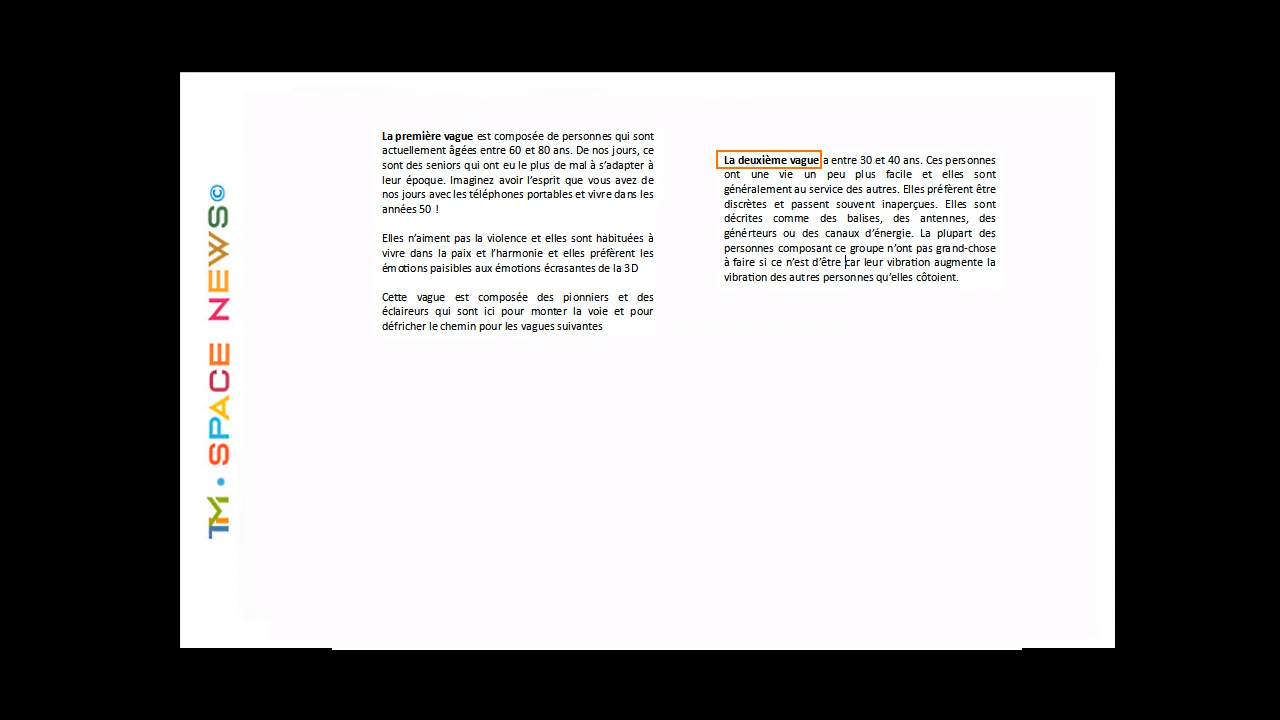 TM • SPACE NEWS©
La première vague est composée de personnes qui sont
actuellement âgées entre 60 et 80 ans. De nos jours, ce
sont des seniors qui ont eu le plus de mal à s’adapter à
leur époque. Imaginez avoir l’esprit que vous avez de
nos jours avec les téléphones portables et vivre dans les
années 50 !
Elles n’aiment pas la violence et elles sont habituées à
vivre dans la paix et l’harmonie et elles préfèrent les
émotions paisibles aux émotions écrasantes de la 3D
Cette vague est composée des pionniers et des
éclaireurs qui sont ici pour monter la voie et pour
défricher le chemin pour les vagues suivantes
La deuxième vague a entre 30 et 40 ans. Ces personnes
ont une vie un peu plus facile et elles sont
généralement au service des autres. Elles préfèrent être
discrètes et passent souvent inaperçues. Elles sont
décrites comme des balises, des antennes, des
générteurs ou des canaux d’énergie. La plupart des
personnes composant ce groupe n’ont pas grand-chose
à faire si ce n’est d’être car leur vibration augmente la
vibration des autres personnes qu’elles côtoient.